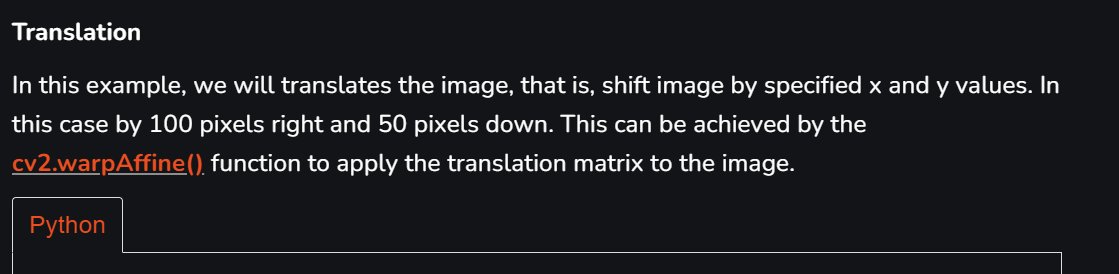 Translation
In this example, we will translates the image, that is, shift image by specified x and y values. In
this case by 100 pixels right and 50 pixels down. This can be achieved by the
cv2.warpAffine() function to apply the translation matrix to the image.
Python